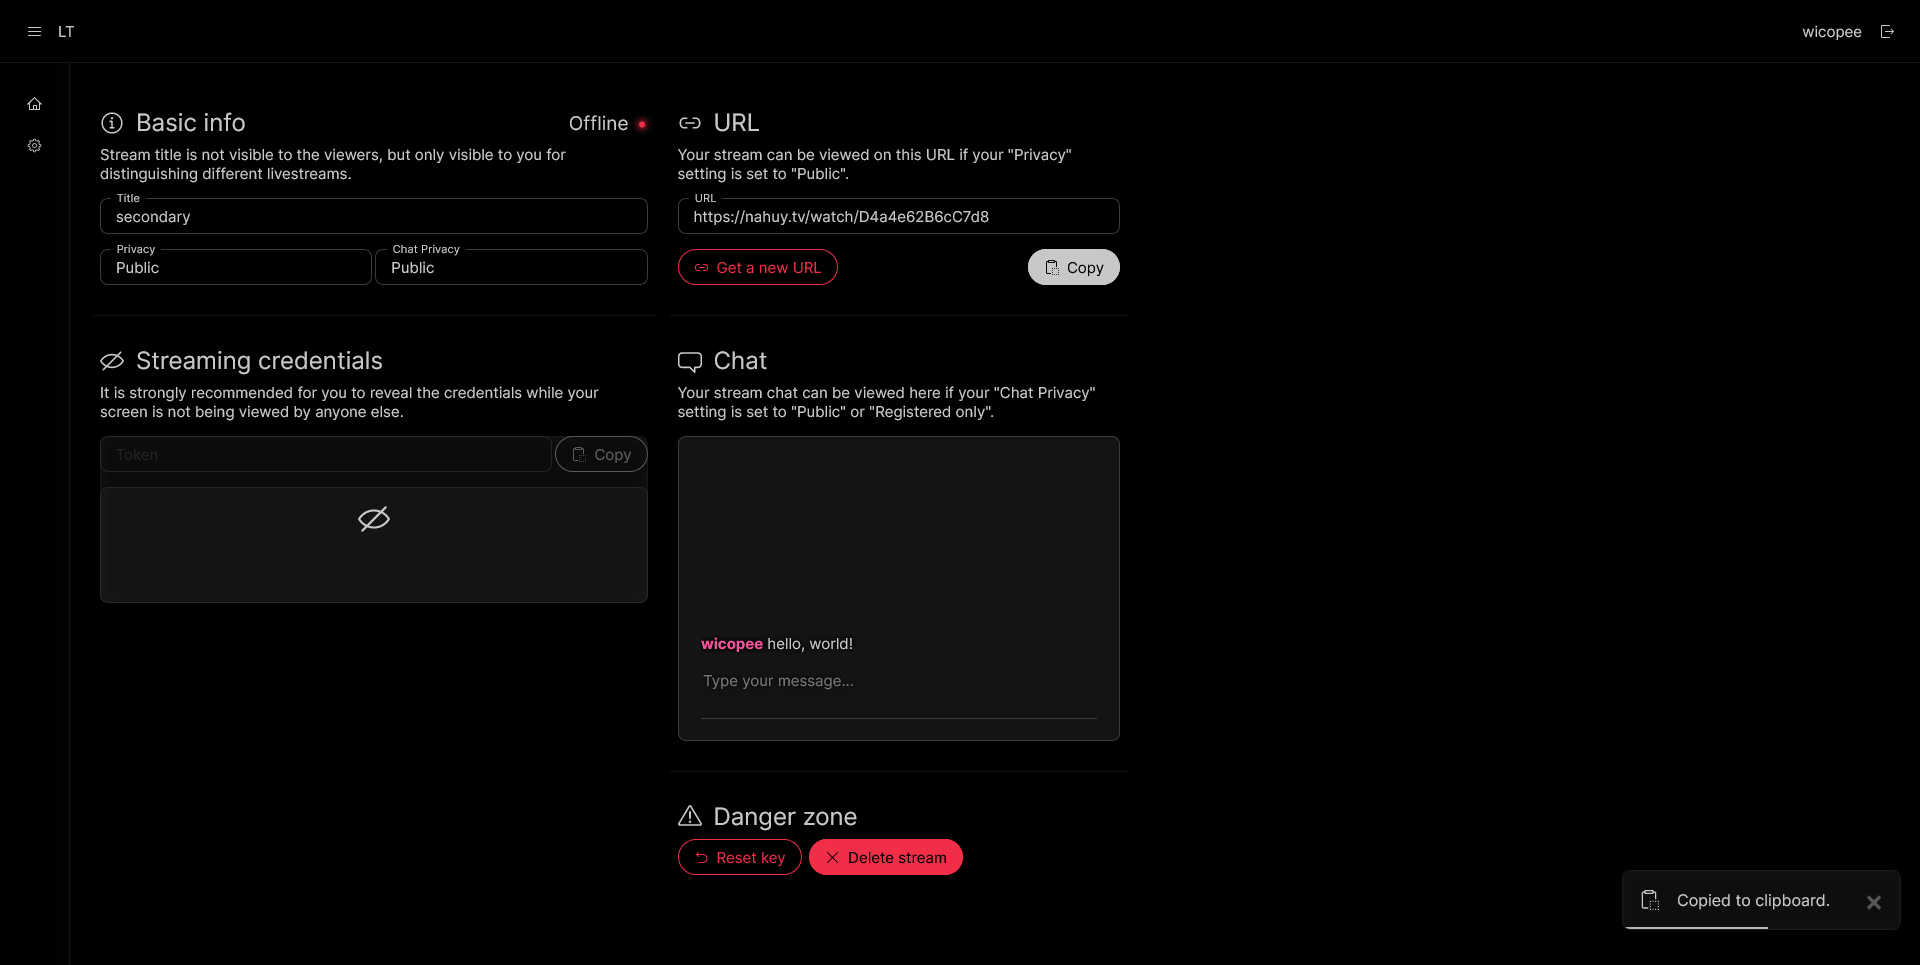 LT
wicopee
Basic info
Offline
Stream title is not visible to the viewers, but only visible to you for
distinguishing different livestreams.
Title
secondary
Privacy
Public
Chat Privacy
Public
URL
Your stream can be viewed on this URL if your "Privacy"
setting is set to "Public".
URL
https://nahuy.tv/watch/D4a4e62B6cC7d8
Get a new URL
Copy
Streaming credentials
It is strongly recommended for you to reveal the credentials while your
screen is not being viewed by anyone else.
Token
Copy
Chat
Your stream chat can be viewed here if your "Chat Privacy"
setting is set to "Public" or "Registered only".
wicopee hello, world!
Type your message...
Danger zone
Reset key
Delete stream
Copied to clipboard.